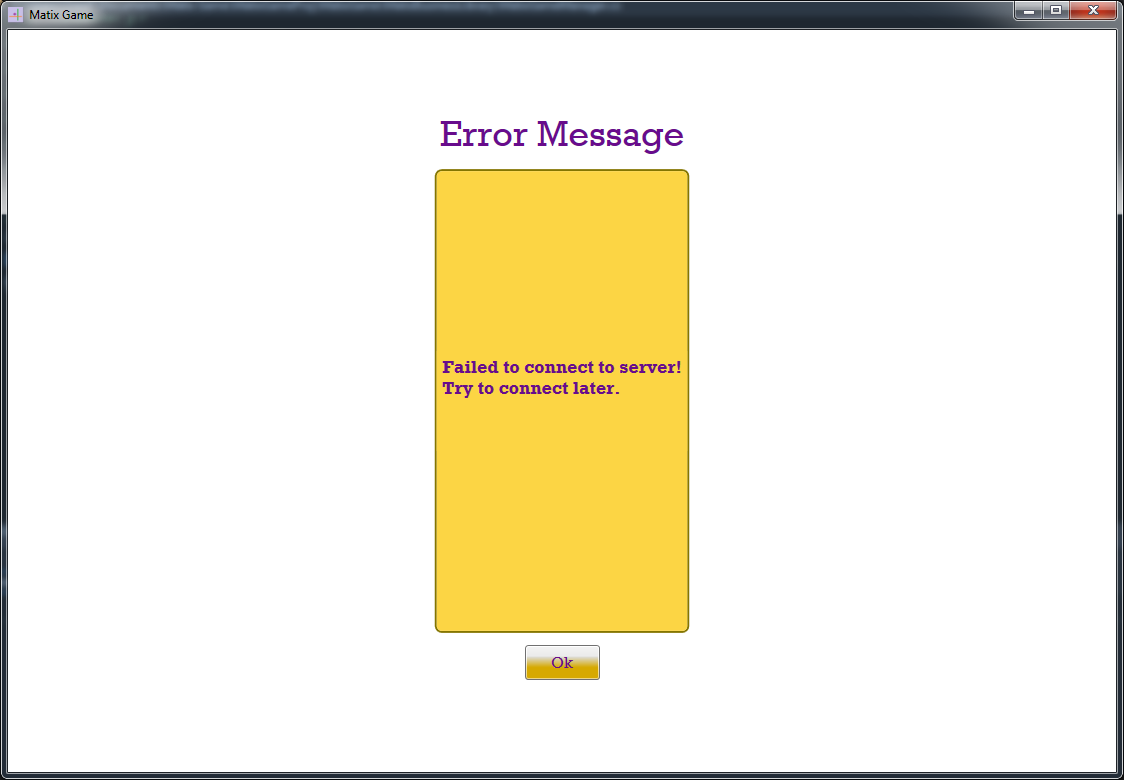 Matix Game
Error Message
Failed to connect to server!
Try to connect later.
Ok